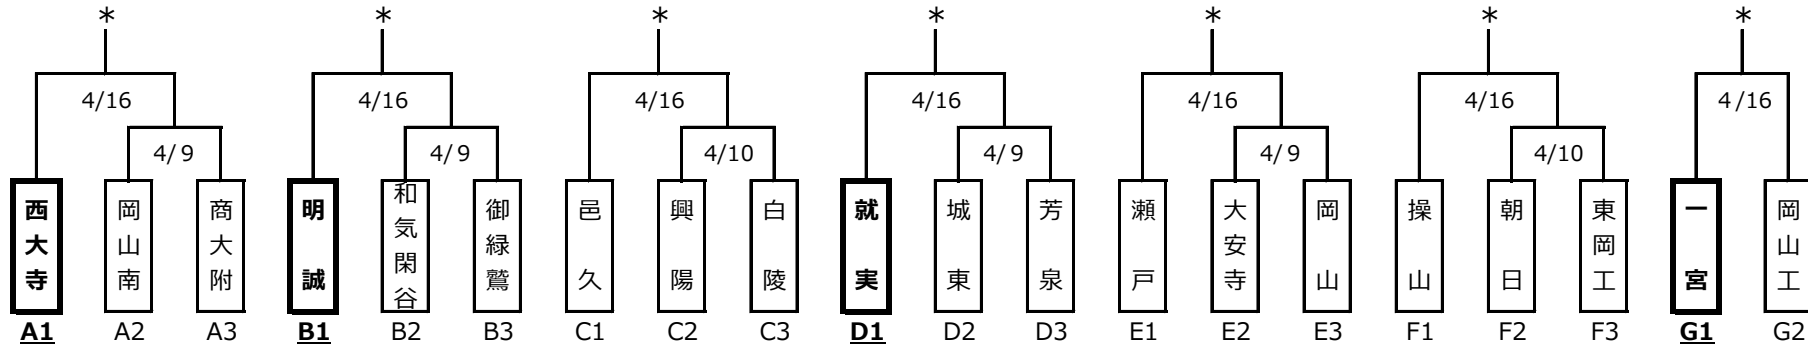 * * * * * * *
4/16 4/16 4/16 4/16 4/16 4/16 4/16
4/9 4/9 4/10 4/9 4/9 4/10
西大寺
岡山南
商大附
明誠
和気閑谷
御緑鷲
邑久
興陽
白陵
就実
城東
芳泉
瀬戸
大安寺
岡山
操山
朝日
東岡工
一宮
岡山工
A1 A2 A3 B1 B2 B3 C1 C2 C3 D1 D2 D3 E1 E2 E3 F1 F2 F3 G1 G2